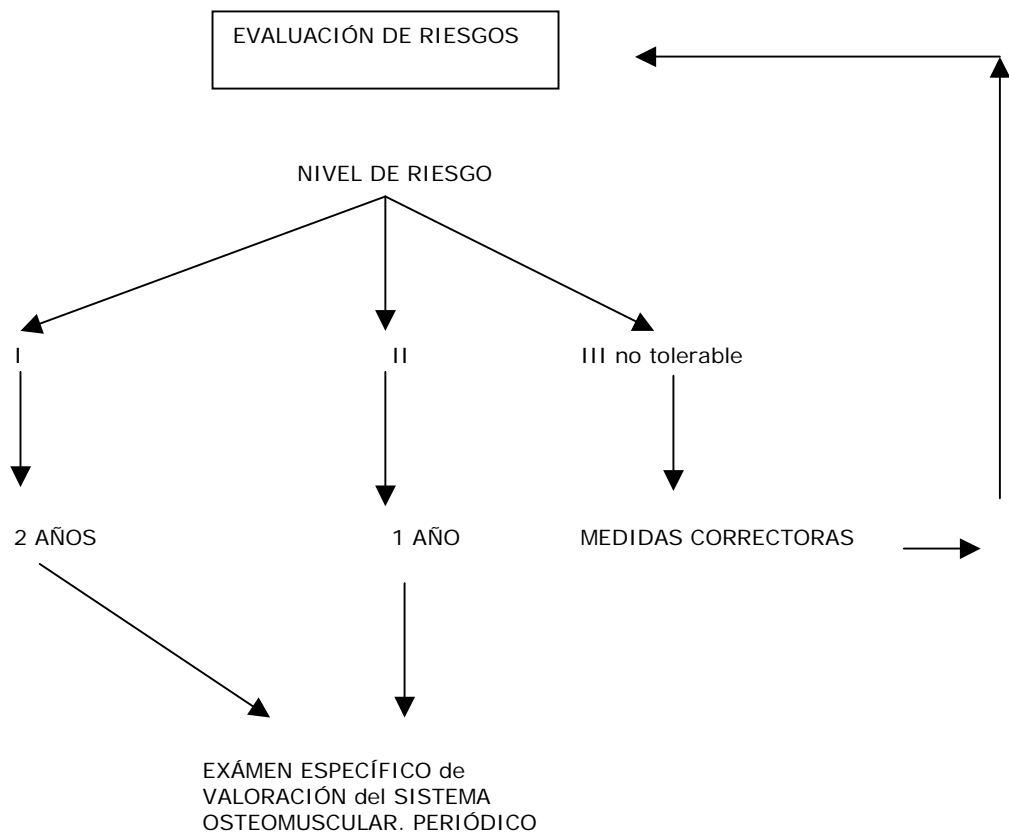 EVALUACIÓN DE RIESGOS
NIVEL DE RIESGO
I
II
III no tolerable
2 AÑOS
1 AÑO
MEDIDAS CORRECTORAS
EXÁMEN ESPECÍFICO de
VALORACIÓN del SISTEMA
OSTEOMUSCULAR. PERIÓDICO